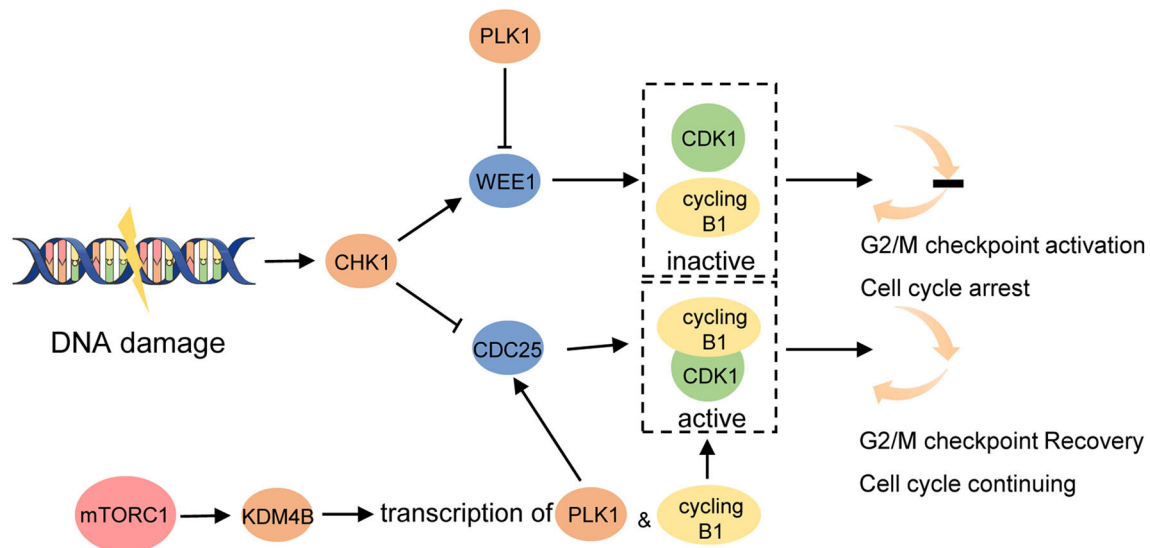 PLK1
CDK1
WEE1
cycling
B1
inactive
G2/M checkpoint activation
Cell cycle arrest
CHK1
DNA damage
CDC25
cycling
B1
CDK1
active
G2/M checkpoint Recovery
Cell cycle continuing
mTORC1
KDM4B
transcription of PLK1 & cycling
B1